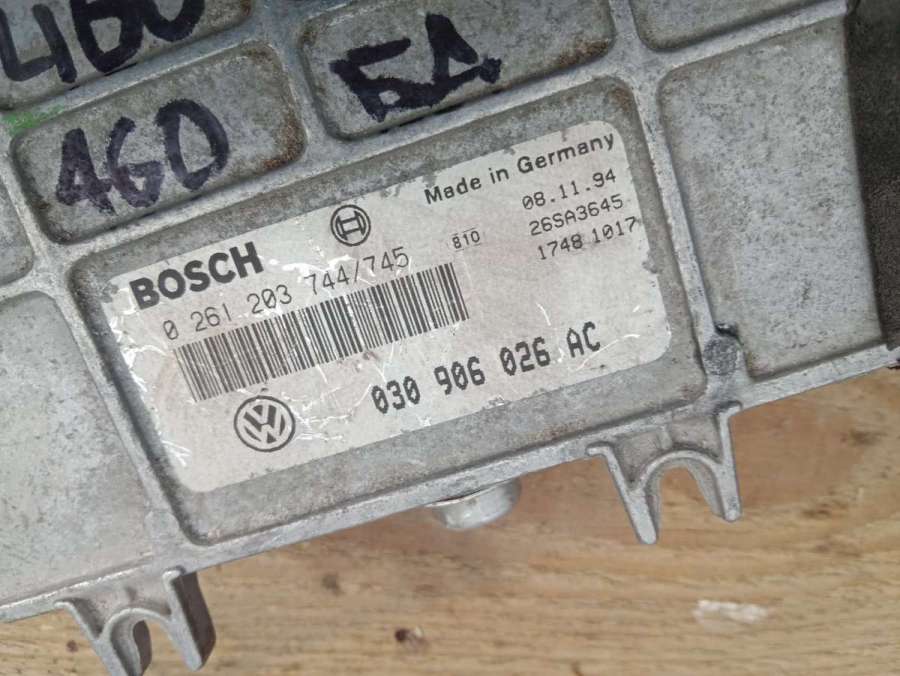 460
БА
460
Made in Germany
BOSCH
08.11.94
0 261 203 744/745
810
26SA3645
1748 1017
030 906 026 AC